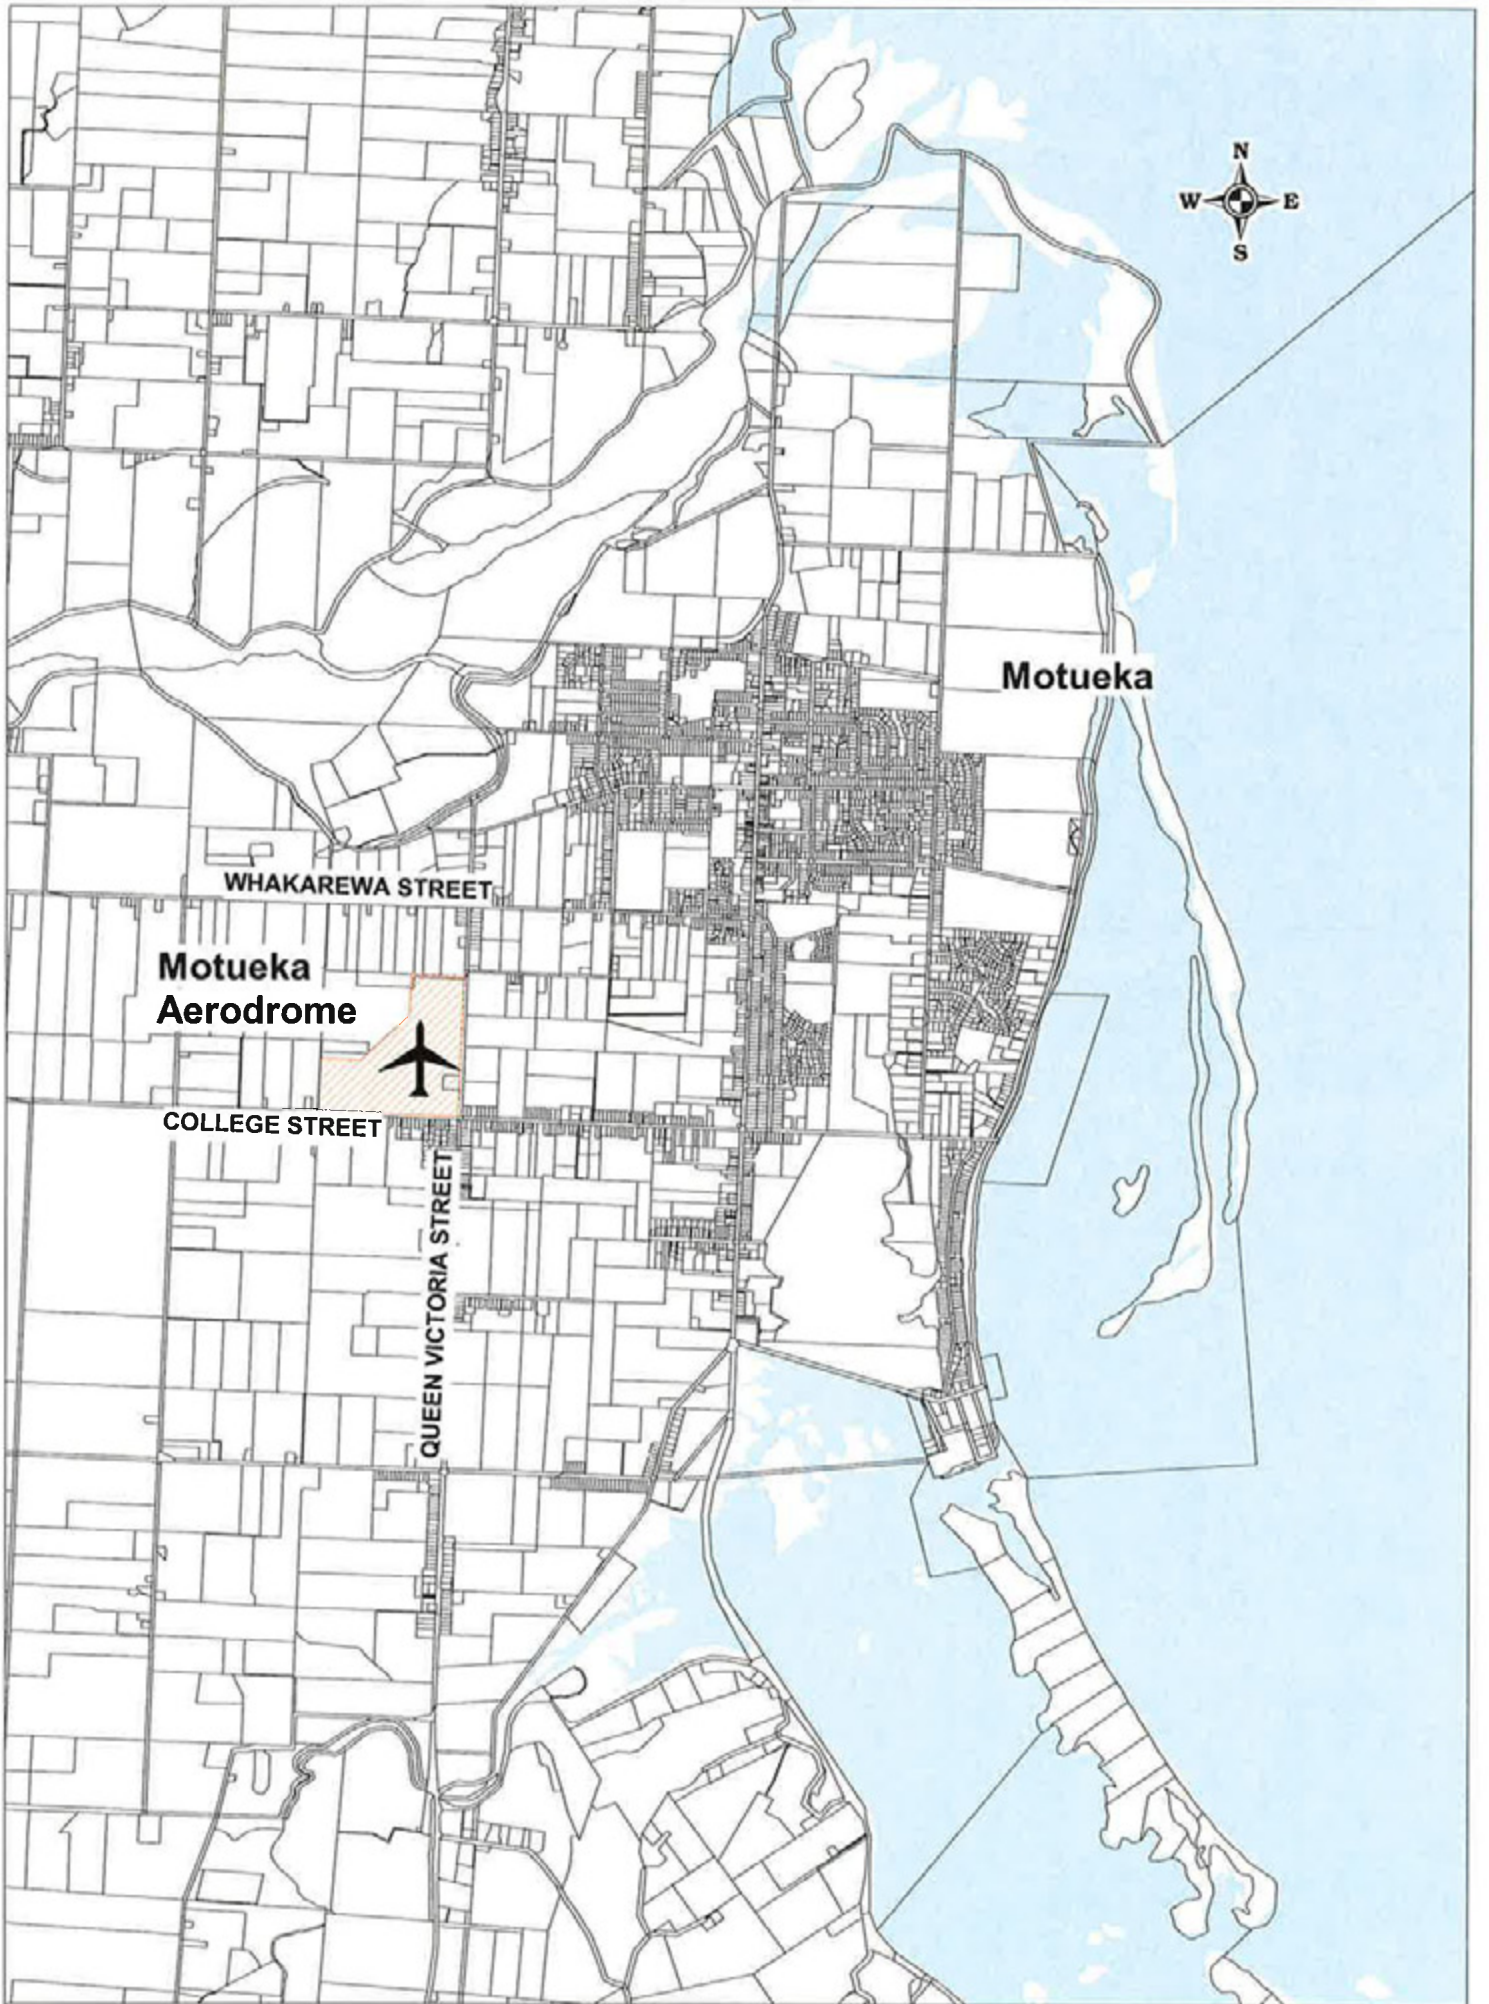 N
W E
S
Motueka
WHAKAREWA STREET
Motueka
Aerodrome
COLLEGE STREET
QUEEN VICTORIA STREET